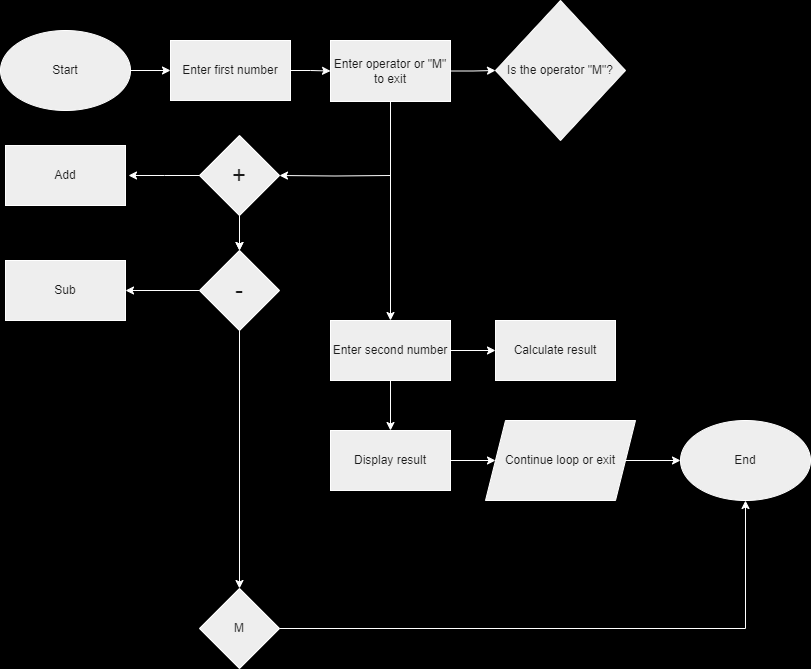 Start
Enter first number
Enter operator or "M"
to exit
Is the operator "M"?
Add
+
Sub
-
Enter second number
Calculate result
Display result
Continue loop or exit
End
M